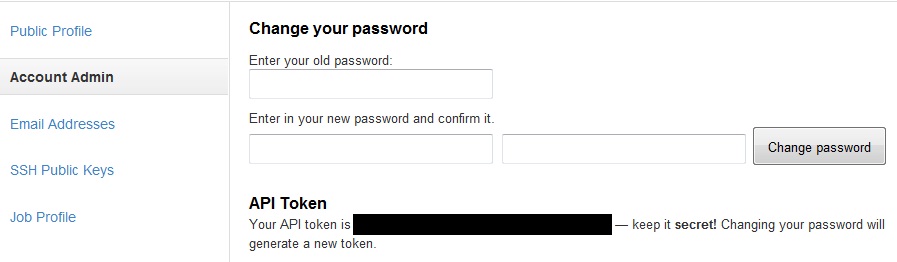 Public Profile
Account Admin
Email Addresses
SSH Public Keys
Job Profile
Change your password
Enter your old password:
Enter in your new password and confirm it.
Change password
API Token
Your API token is — keep it secret! Changing your password will
generate a new token.